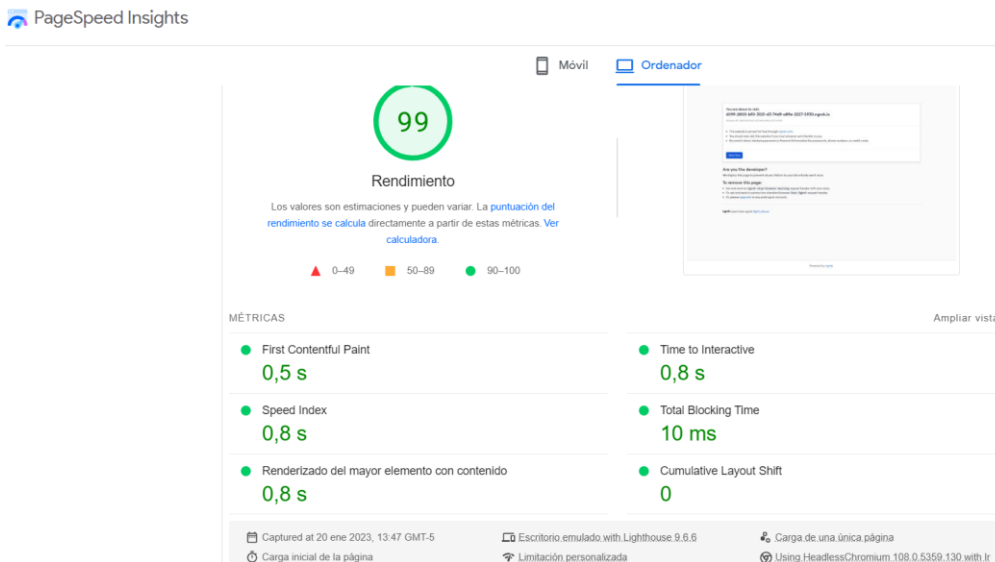 PageSpeed Insights
Móvil
Ordenador
99
Rendimiento
Los valores son estimaciones y pueden variar. La puntuación del
rendimiento se calcula directamente a partir de estas métricas. Ver
calculadora.
0–49
50–89
90–100
You are about to visit:
Are you the developer?
To remove this page:
MÉTRICAS
Ampliar vista
First Contentful Paint
0,5 s
Time to Interactive
0,8 s
Speed Index
0,8 s
Total Blocking Time
10 ms
Renderizado del mayor elemento con contenido
0,8 s
Cumulative Layout Shift
0
Captured at 20 ene 2023, 13:47 GMT-5
Escritorio emulado with Lighthouse 9.6.6
Carga de una única página
Carga inicial de la página
Limitación personalizada
Using HeadlessChromium 108.0.5359.130 with lr